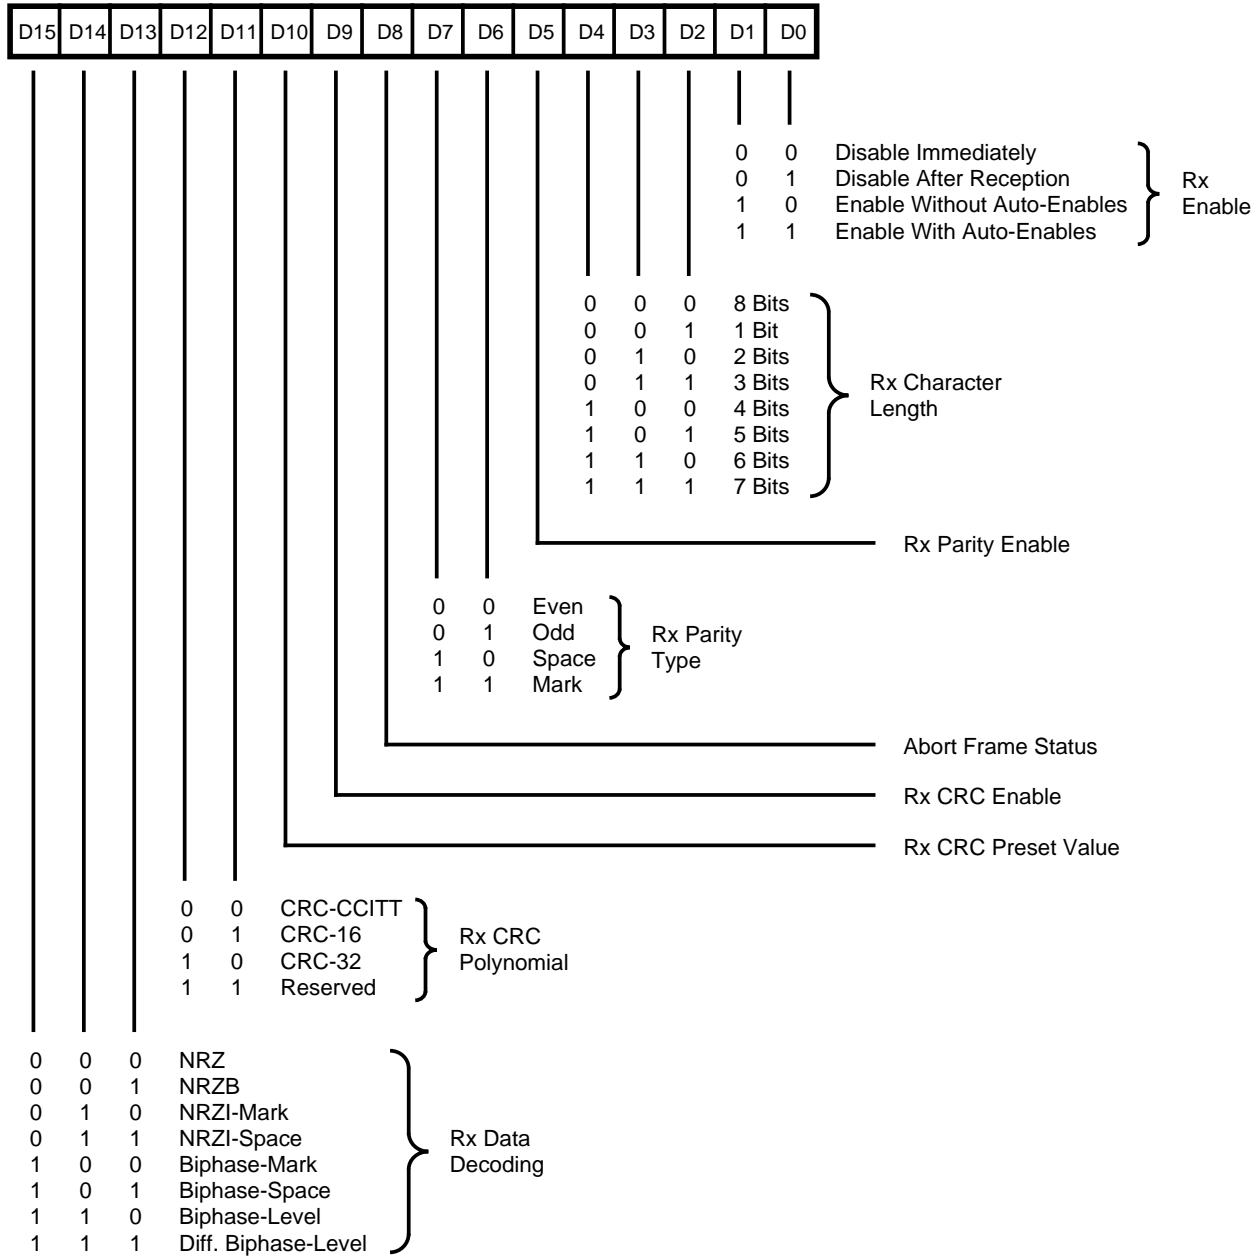 D15 D14 D13 D12 D11 D10 D9 D8 D7 D6 D5 D4 D3 D2 D1 D0
0 0 Disable Immediately
0 1 Disable After Reception
1 0 Enable Without Auto-Enables
1 1 Enable With Auto-Enables
Rx
Enable
0 0 0 8 Bits
0 0 1 1 Bit
0 1 0 2 Bits
0 1 1 3 Bits
1 0 0 4 Bits
1 0 1 5 Bits
1 1 0 6 Bits
1 1 1 7 Bits
Rx Character
Length
Rx Parity Enable
0 0 Even
0 1 Odd
1 0 Space
1 1 Mark
Rx Parity
Type
Abort Frame Status
Rx CRC Enable
Rx CRC Preset Value
0 0 CRC-CCITT
0 1 CRC-16
1 0 CRC-32
1 1 Reserved
Rx CRC
Polynomial
0 0 0 NRZ
0 0 1 NRZB
0 1 0 NRZI-Mark
0 1 1 NRZI-Space
1 0 0 Biphase-Mark
1 0 1 Biphase-Space
1 1 0 Biphase-Level
1 1 1 Diff. Biphase-Level
Rx Data
Decoding